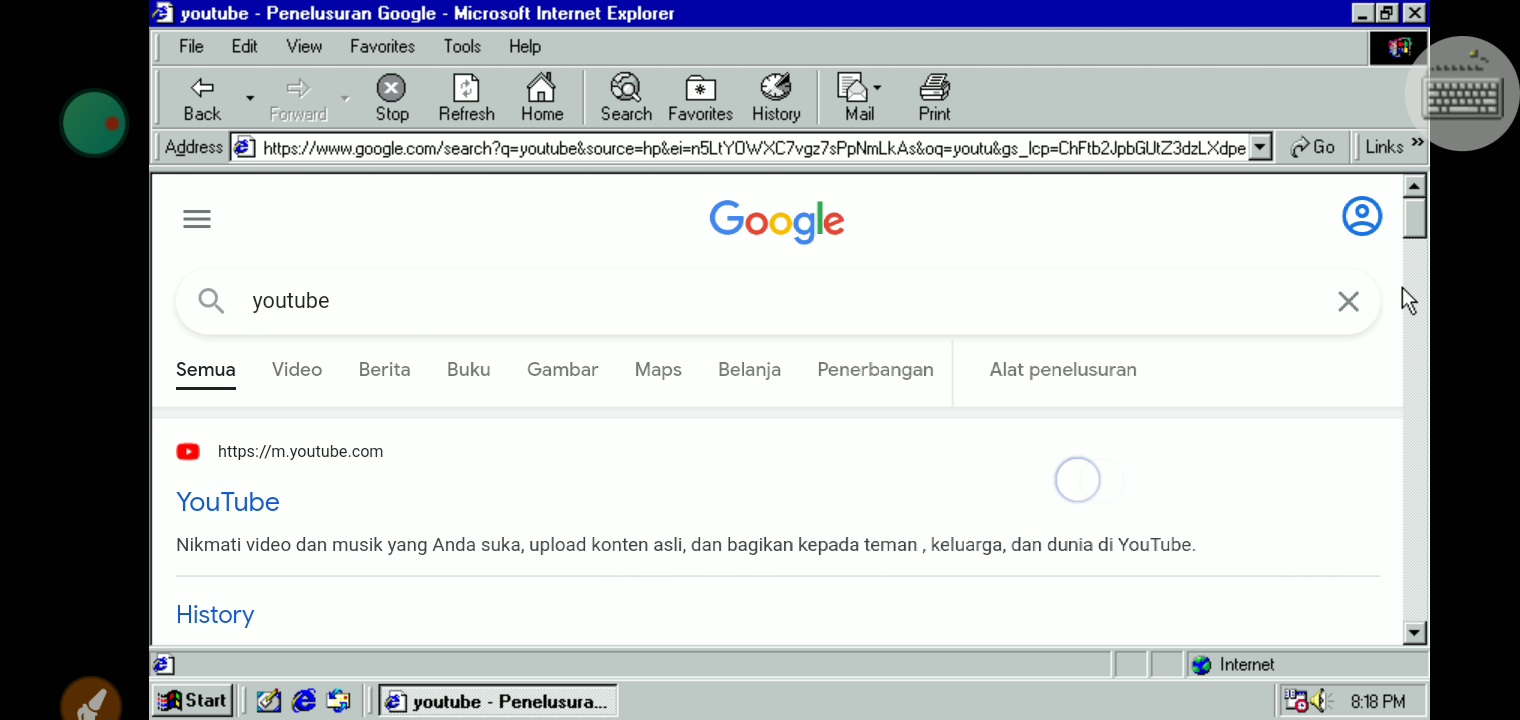 youtube - Penelusuran Google - Microsoft Internet Explorer
File Edit View Favorites Tools Help
Back Forward Stop Refresh Home Search Favorites History Mail Print
Address https://www.google.com/search?q=youtube&source=hp&ei=n5LtYOWXC7vgz7sPpNmLkAs&oq=youtu&gs_lcp=ChFtb2JpbGUtZ3dzLXdpe Go Links »
Google
youtube
Semua Video Berita Buku Gambar Maps Belanja Penerbangan Alat penelusuran
https://m.youtube.com
YouTube
Nikmati video dan musik yang Anda suka, upload konten asli, dan bagikan kepada teman , keluarga, dan dunia di YouTube.
History
Internet
Start youtube - Penelusura... 8:18 PM